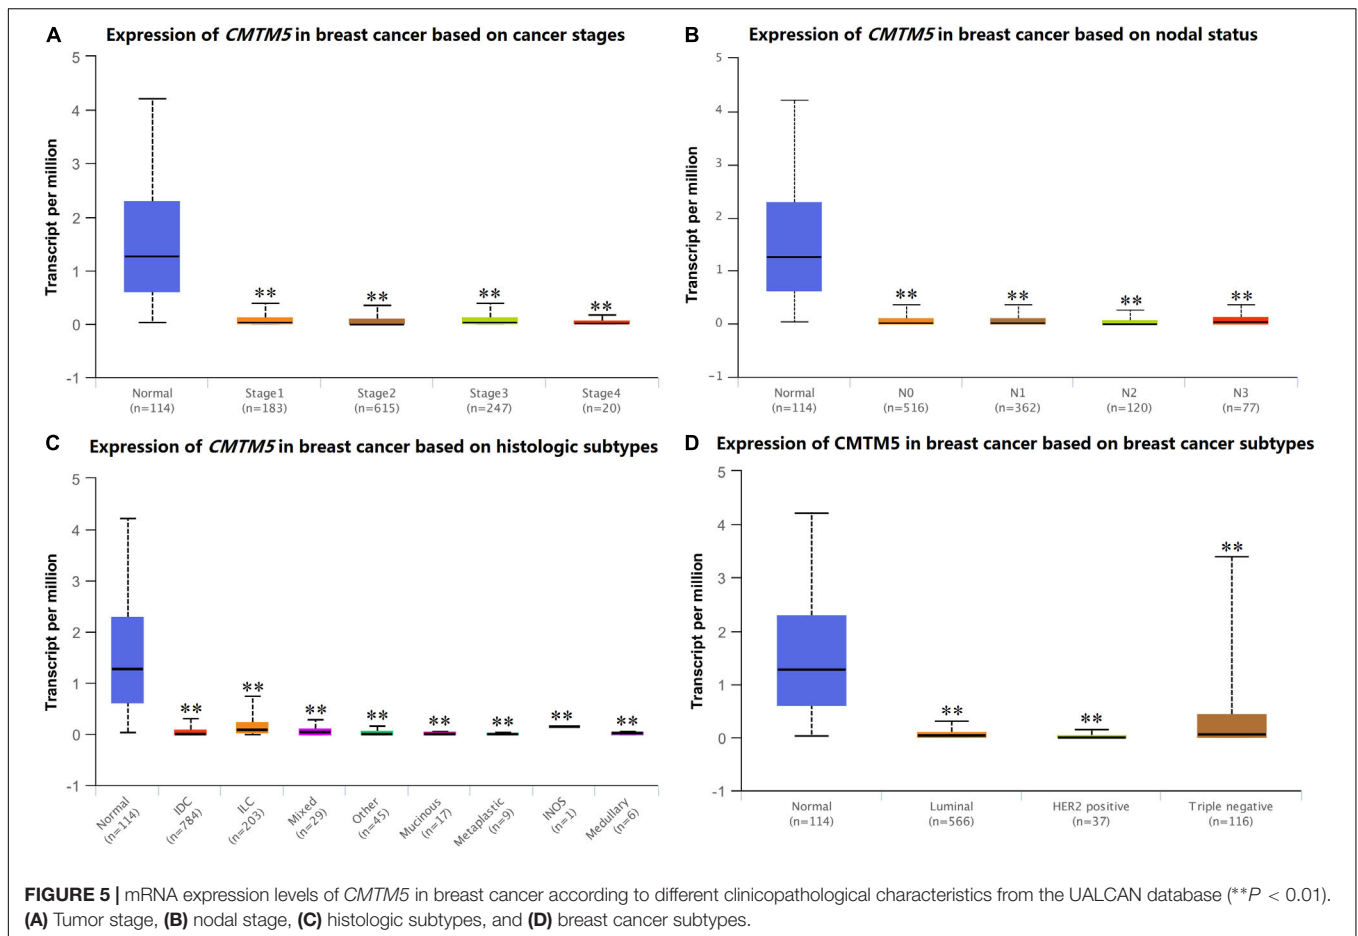 A Expression of CMTM5 in breast cancer based on cancer stages
Transcript per million
5
4
3
2
1
0
-1
**
**
**
**
Normal
(n=114)
Stage1
(n=183)
Stage2
(n=615)
Stage3
(n=247)
Stage4
(n=20)
B Expression of CMTM5 in breast cancer based on nodal status
Transcript per million
5
4
3
2
1
0
-1
**
**
**
**
Normal
(n=114)
N0
(n=516)
N1
(n=362)
N2
(n=120)
N3
(n=77)
C Expression of CMTM5 in breast cancer based on histologic subtypes
Transcript per million
5
4
3
2
1
0
-1
**
**
**
**
**
**
**
**
Normal
(n=114)
IDC
(n=784)
ILC
(n=203)
Mixed
(n=29)
Other
(n=45)
Mucinous
(n=17)
Metaplastic
(n=9)
INOS
(n=1)
Medullary
(n=6)
D Expression of CMTM5 in breast cancer based on breast cancer subtypes
Transcript per million
5
4
3
2
1
0
-1
**
**
**
Normal
(n=114)
Luminal
(n=566)
HER2 positive
(n=37)
Triple negative
(n=116)
FIGURE 5 | mRNA expression levels of CMTM5 in breast cancer according to different clinicopathological characteristics from the UALCAN database (**P < 0.01).
(A) Tumor stage, (B) nodal stage, (C) histologic subtypes, and (D) breast cancer subtypes.